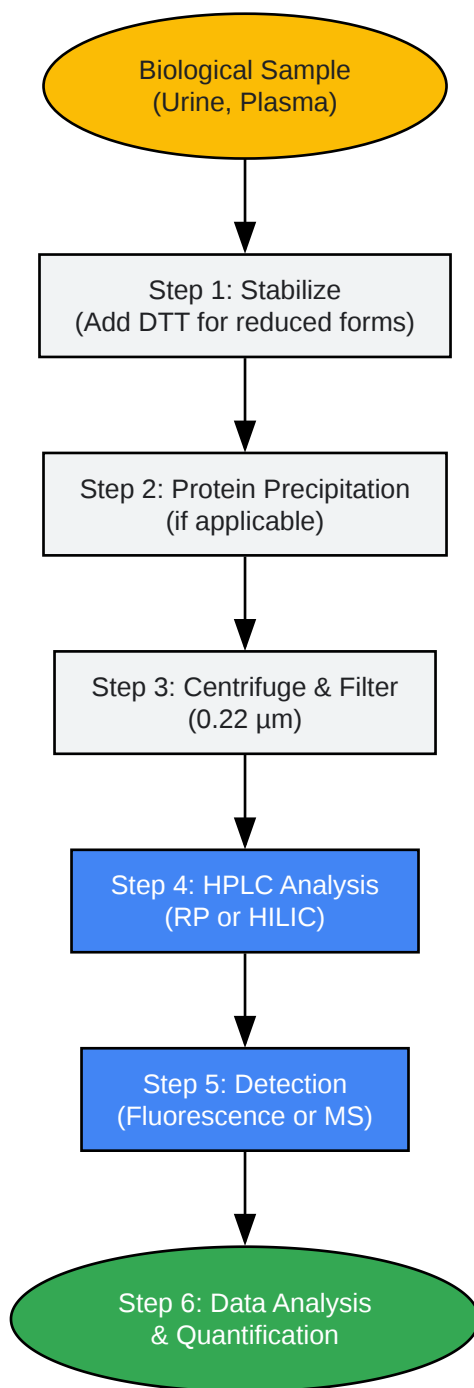 Biological Sample
(Urine, Plasma)
Step 1: Stabilize
(Add DTT for reduced forms)
Step 2: Protein Precipitation
(if applicable)
Step 3: Centrifuge & Filter
(0.22 µm)
Step 4: HPLC Analysis
(RP or HILIC)
Step 5: Detection
(Fluorescence or MS)
Step 6: Data Analysis
& Quantification